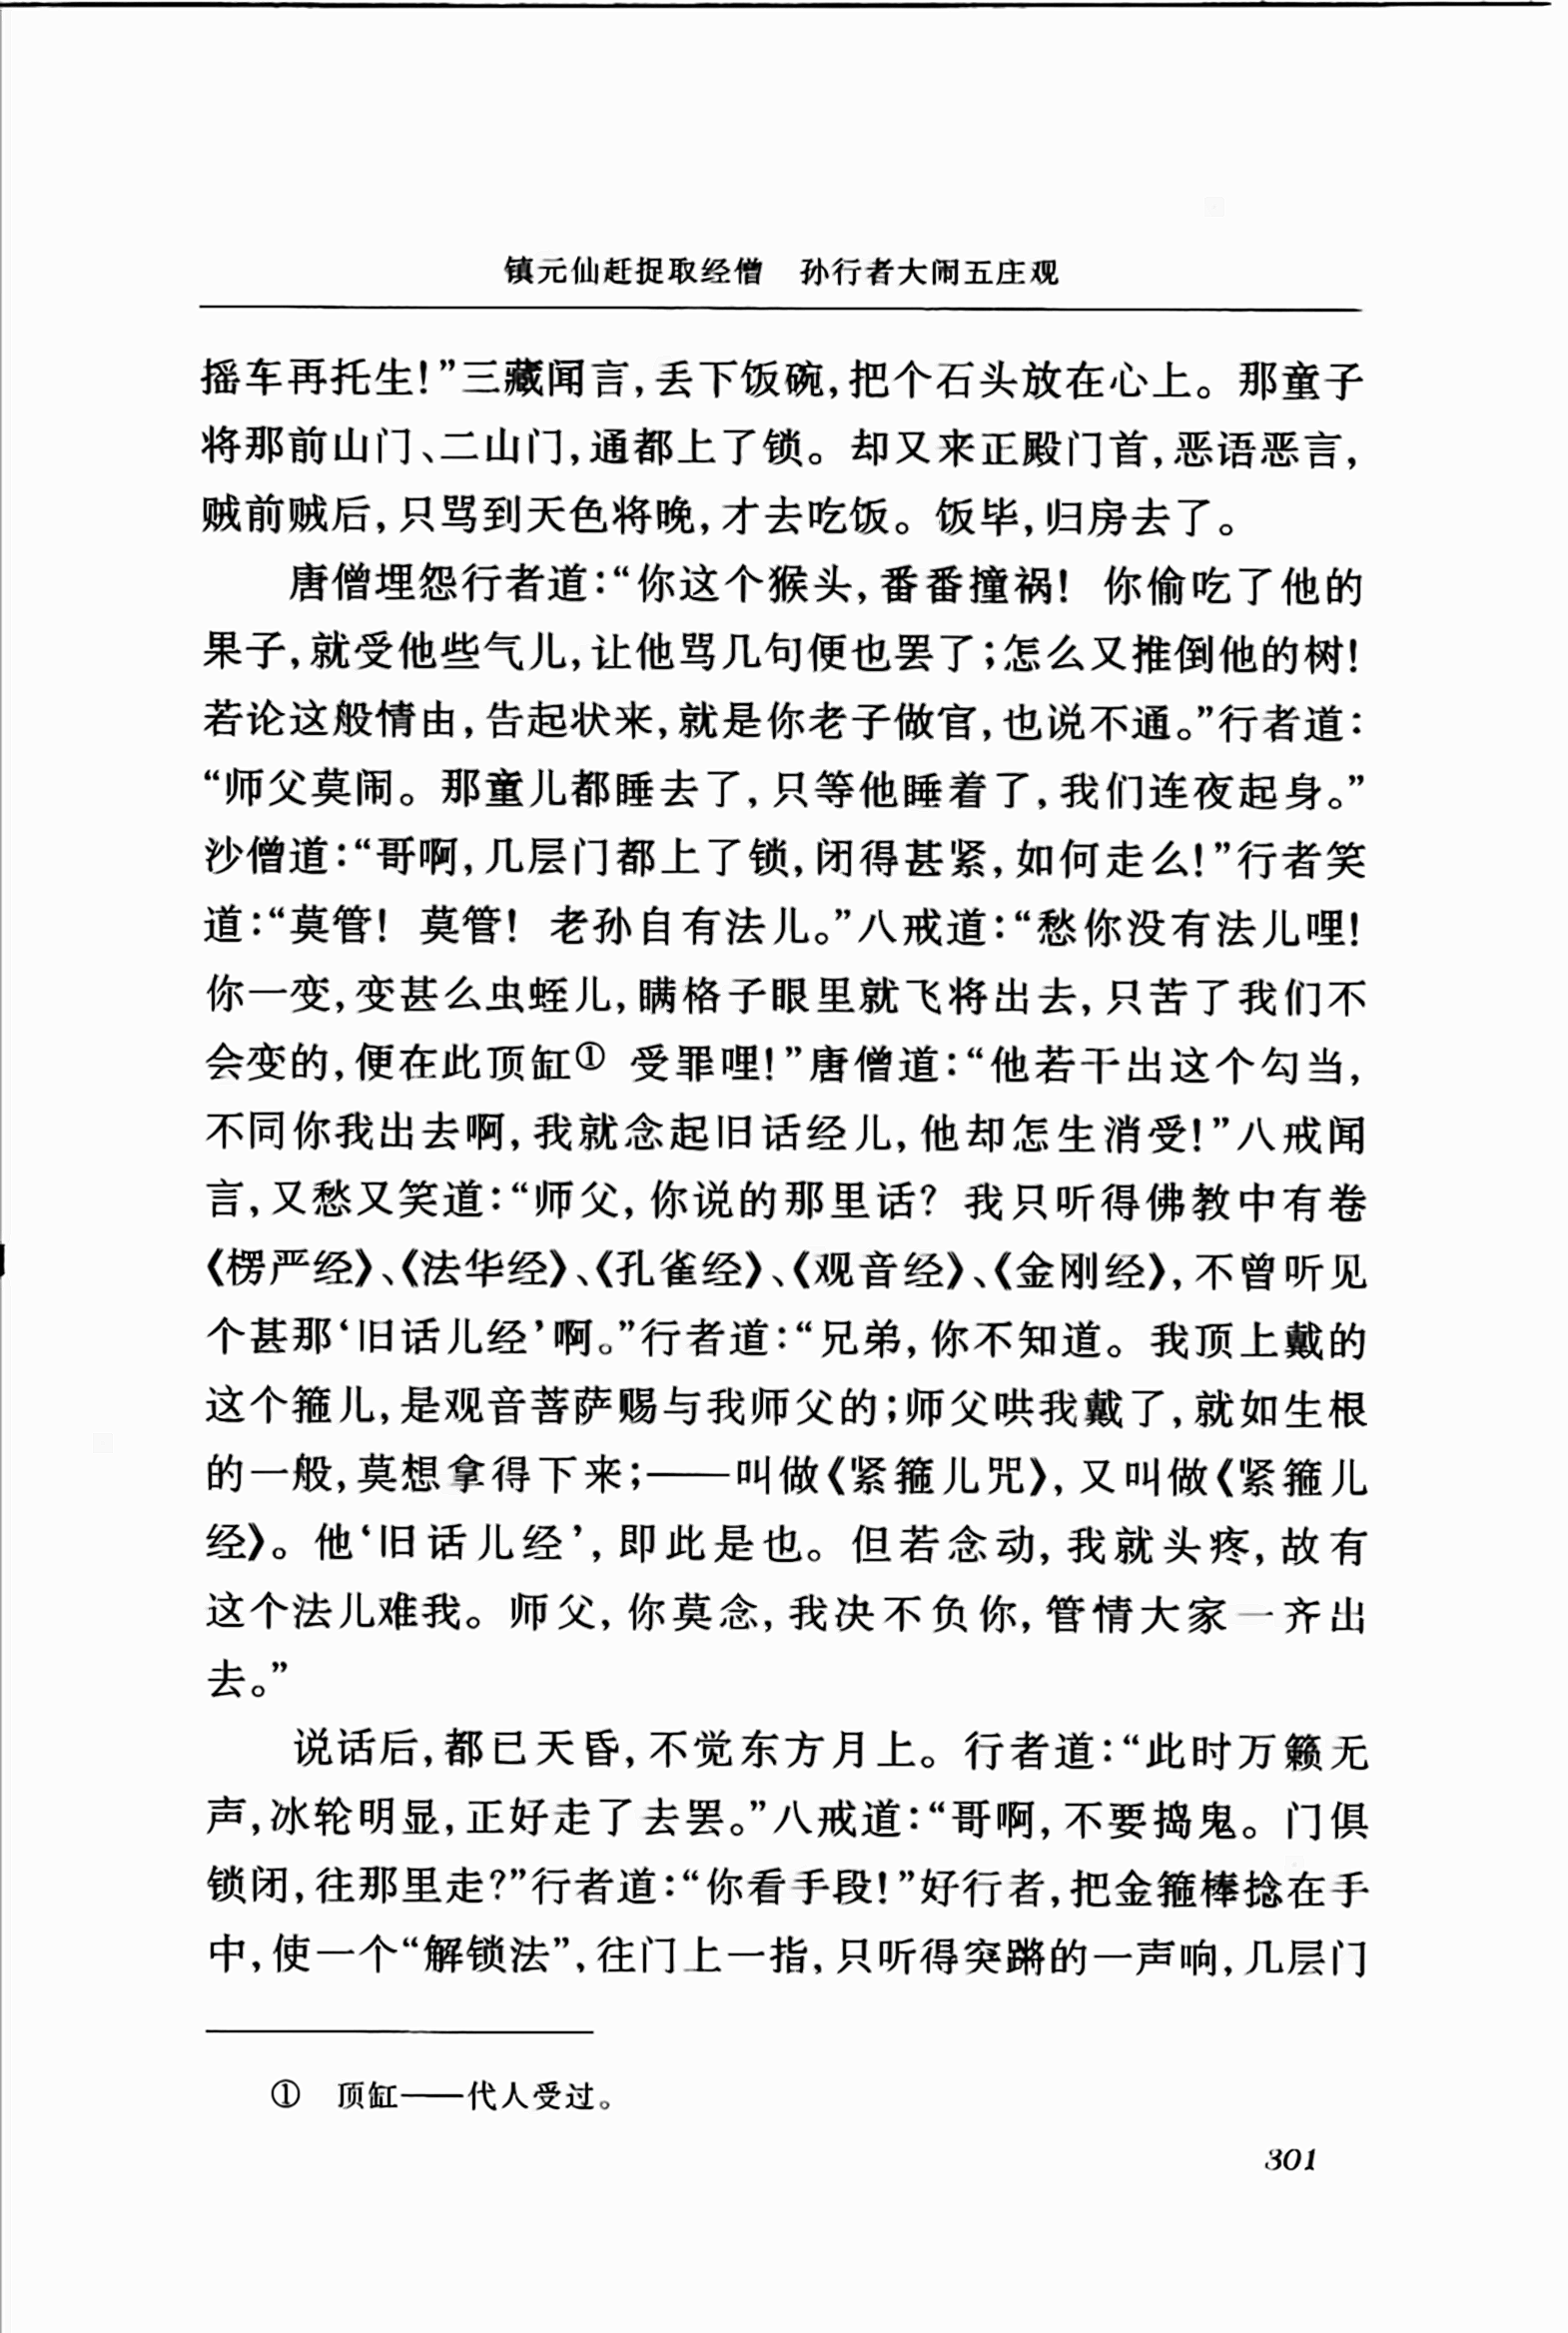 镇元仙赶捉取经僧　孙行者大闹五庄观
摇车再托生!”三藏闻言,丢下饭碗,把个石头放在心上。那童子
将那前山门、二山门,通都上了锁。却又来正殿门首,恶语恶言,
贼前贼后,只骂到天色将晚,才去吃饭。饭毕,归房去了。
唐僧埋怨行者道:“你这个猴头,番番撞祸! 你偷吃了他的
果子,就受他些气儿,让他骂几句便也罢了;怎么又推倒他的树!
若论这般情由,告起状来,就是你老子做官,也说不通。”行者道:
“师父莫闹。那童儿都睡去了,只等他睡着了,我们连夜起身。”
沙僧道:“哥啊,几层门都上了锁,闭得甚紧,如何走么!”行者笑
道:“莫管! 莫管! 老孙自有法儿。”八戒道:“愁你没有法儿哩!
你一变,变甚么虫蛭儿,瞒格子眼里就飞将出去,只苦了我们不
会变的,便在此顶缸① 受罪哩!”唐僧道:“他若干出这个勾当,
不同你我出去啊,我就念起旧话经儿,他却怎生消受!”八戒闻
言,又愁又笑道:“师父,你说的那里话? 我只听得佛教中有卷
《楞严经》、《法华经》、《孔雀经》、《观音经》、《金刚经》,不曾听见
个甚那‘旧话儿经’啊。”行者道:“兄弟,你不知道。我顶上戴的
这个箍儿,是观音菩萨赐与我师父的;师父哄我戴了,就如生根
的一般,莫想拿得下来;——叫做《紧箍儿咒》,又叫做《紧箍儿
经》。他‘旧话儿经’,即此是也。但若念动,我就头疼,故有
这个法儿难我。师父,你莫念,我决不负你,管情大家一齐出
去。”
说话后,都已天昏,不觉东方月上。行者道:“此时万籁无
声,冰轮明显,正好走了去罢。”八戒道:“哥啊,不要捣鬼。门俱
锁闭,往那里走?”行者道:“你看手段!”好行者,把金箍棒捻在手
中,使一个“解锁法”,往门上一指,只听得突蹡的一声响,几层门
① 顶缸——代人受过。
301